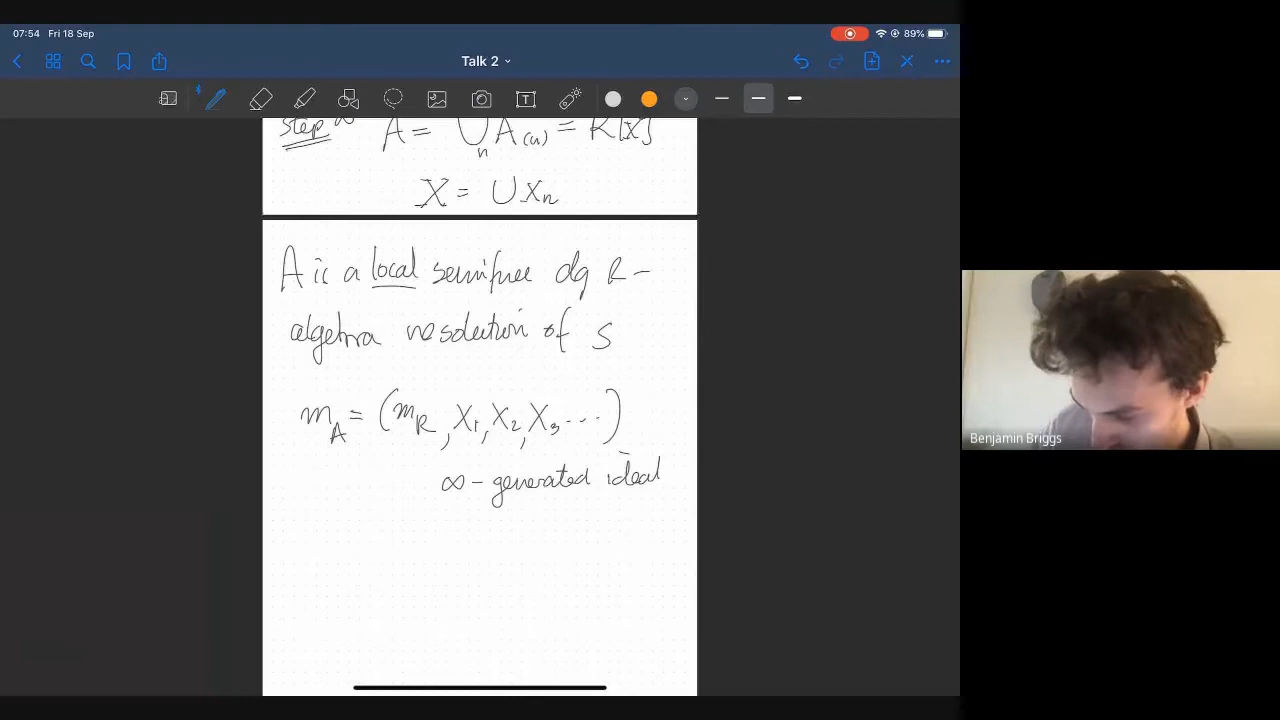 07:54 Fri 18 Sep
89%
Talk 2
step ∞ A = ∪ₙ A₍ₙ₎ = R[X]
X = ∪ Xₙ
A is a local semifree dg R-
algebra resolution of S
m_A = (m_R, X₁, X₂, X₃ ...)
∞-generated ideal
Benjamin Briggs